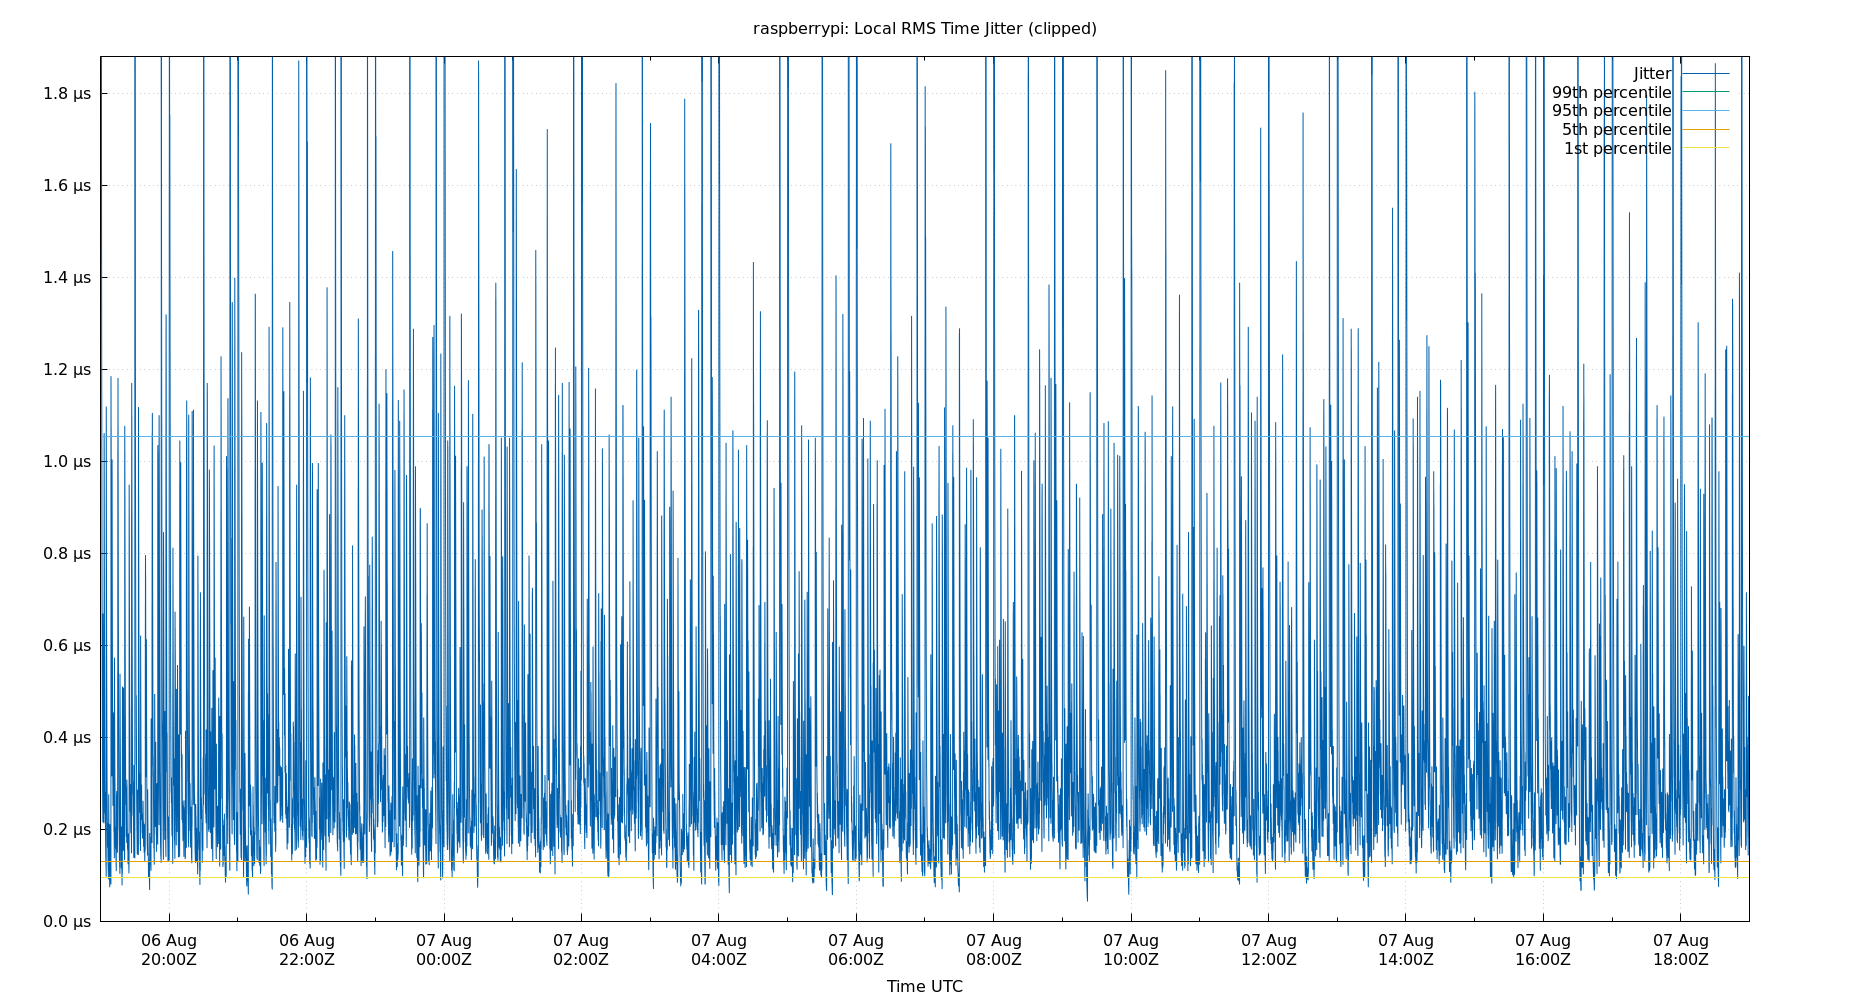 raspberrypi: Local RMS Time Jitter (clipped)
Jitter
99th percentile
95th percentile
5th percentile
1st percentile
1.8 µs
1.6 µs
1.4 µs
1.2 µs
1.0 µs
0.8 µs
0.6 µs
0.4 µs
0.2 µs
0.0 µs
06 Aug 06 Aug 07 Aug 07 Aug 07 Aug 07 Aug 07 Aug 07 Aug 07 Aug 07 Aug 07 Aug 07 Aug
20:00Z 22:00Z 00:00Z 02:00Z 04:00Z 06:00Z 08:00Z 10:00Z 12:00Z 14:00Z 16:00Z 18:00Z
Time UTC